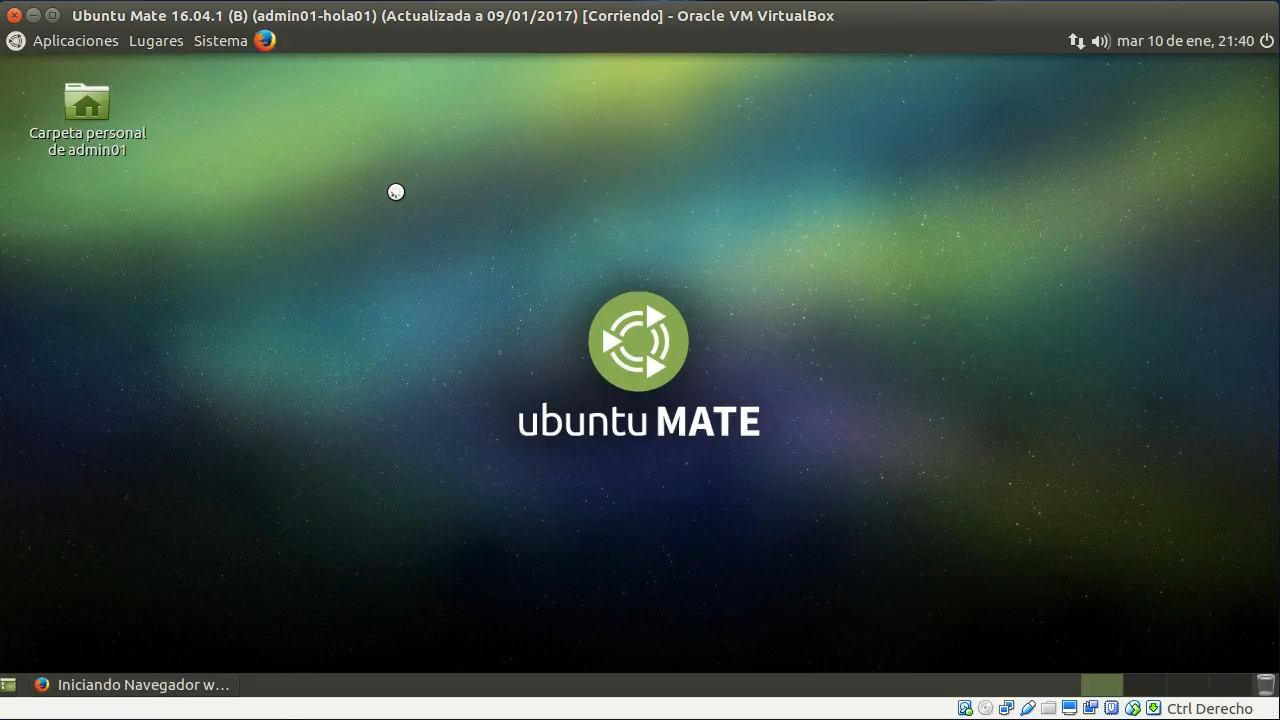 Ubuntu Mate 16.04.1 (B) (admin01-hola01) (Actualizada a 09/01/2017) [Corriendo] - Oracle VM VirtualBox
Aplicaciones Lugares Sistema mar 10 de ene, 21:40
Carpeta personal
de admin01
ubuntu MATE
Iniciando Navegador w...
Ctrl Derecho